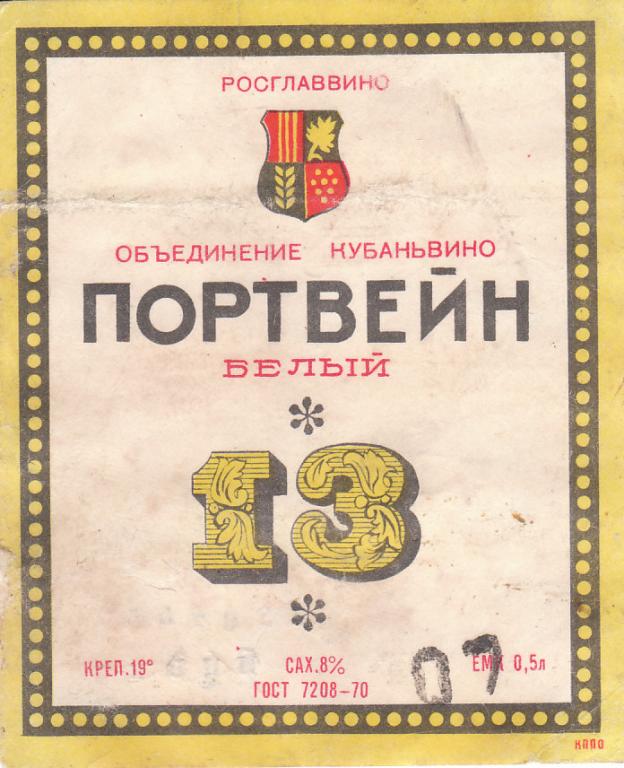 РОСГЛАВВИНО
ОБЪЕДИНЕНИЕ КУБАНЬВИНО
ПОРТВЕЙН
БЕЛЫЙ
13
КРЕП.19° САХ.8% ЕМК 0,5л
ГОСТ 7208-70
07
КППО